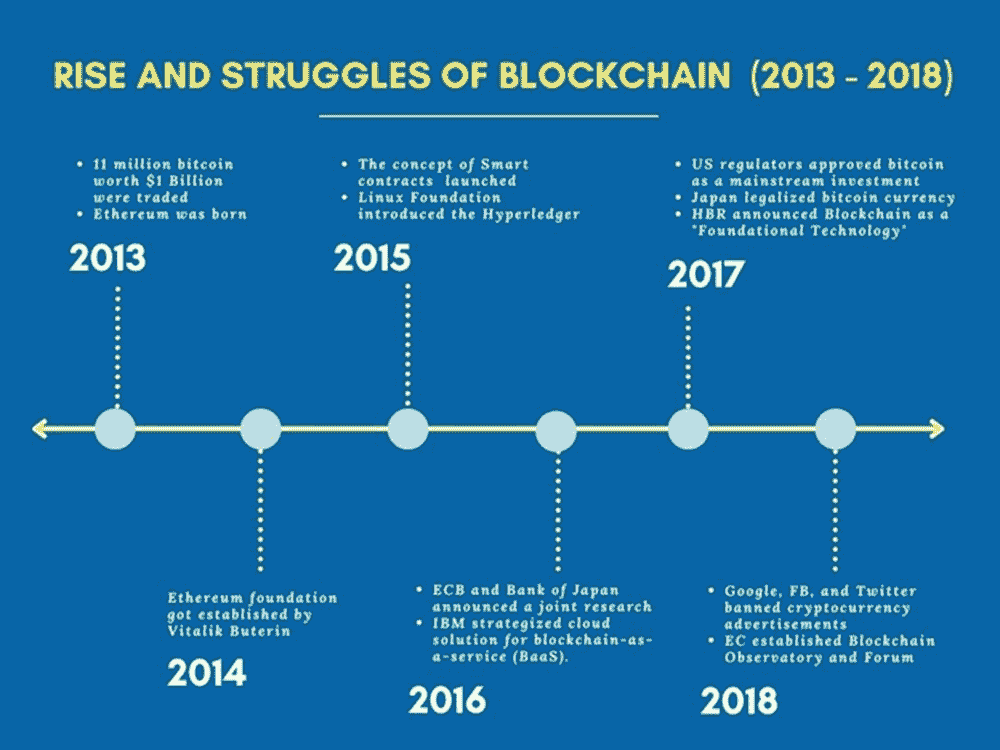 RISE AND STRUGGLES OF BLOCKCHAIN (2013 - 2018)
• 11 million bitcoin
worth $1 Billion
were traded
• Ethereum was born
2013
• The concept of Smart
contracts launched
• Linux Foundation
introduced the Hyperledger
2015
• US regulators approved bitcoin
as a mainstream investment
• Japan legalized bitcoin currency
• HBR announced Blockchain as a
"Foundational Technology"
2017
Ethereum foundation
got established by
Vitalik Buterin
2014
• ECB and Bank of Japan
announced a joint research
• IBM strategized cloud
solution for blockchain-as-
a-service (BaaS).
2016
• Google, FB, and Twitter
banned cryptocurrency
advertisements
• EC established Blockchain
Observatory and Forum
2018